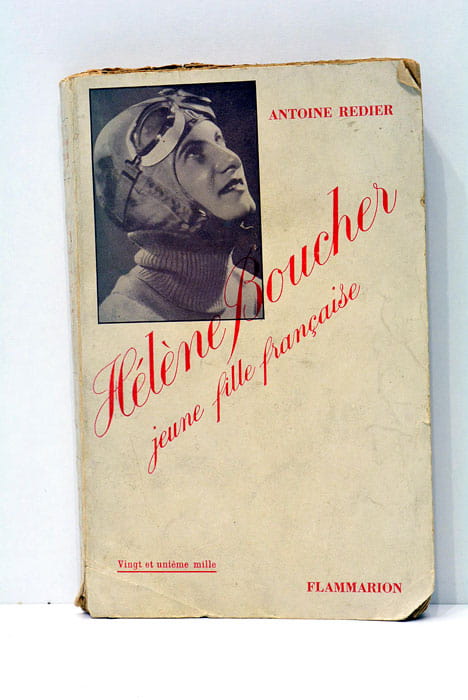 ANTOINE REDIER
Hélène Boucher
jeune fille française
Vingt et unième mille
FLAMMARION